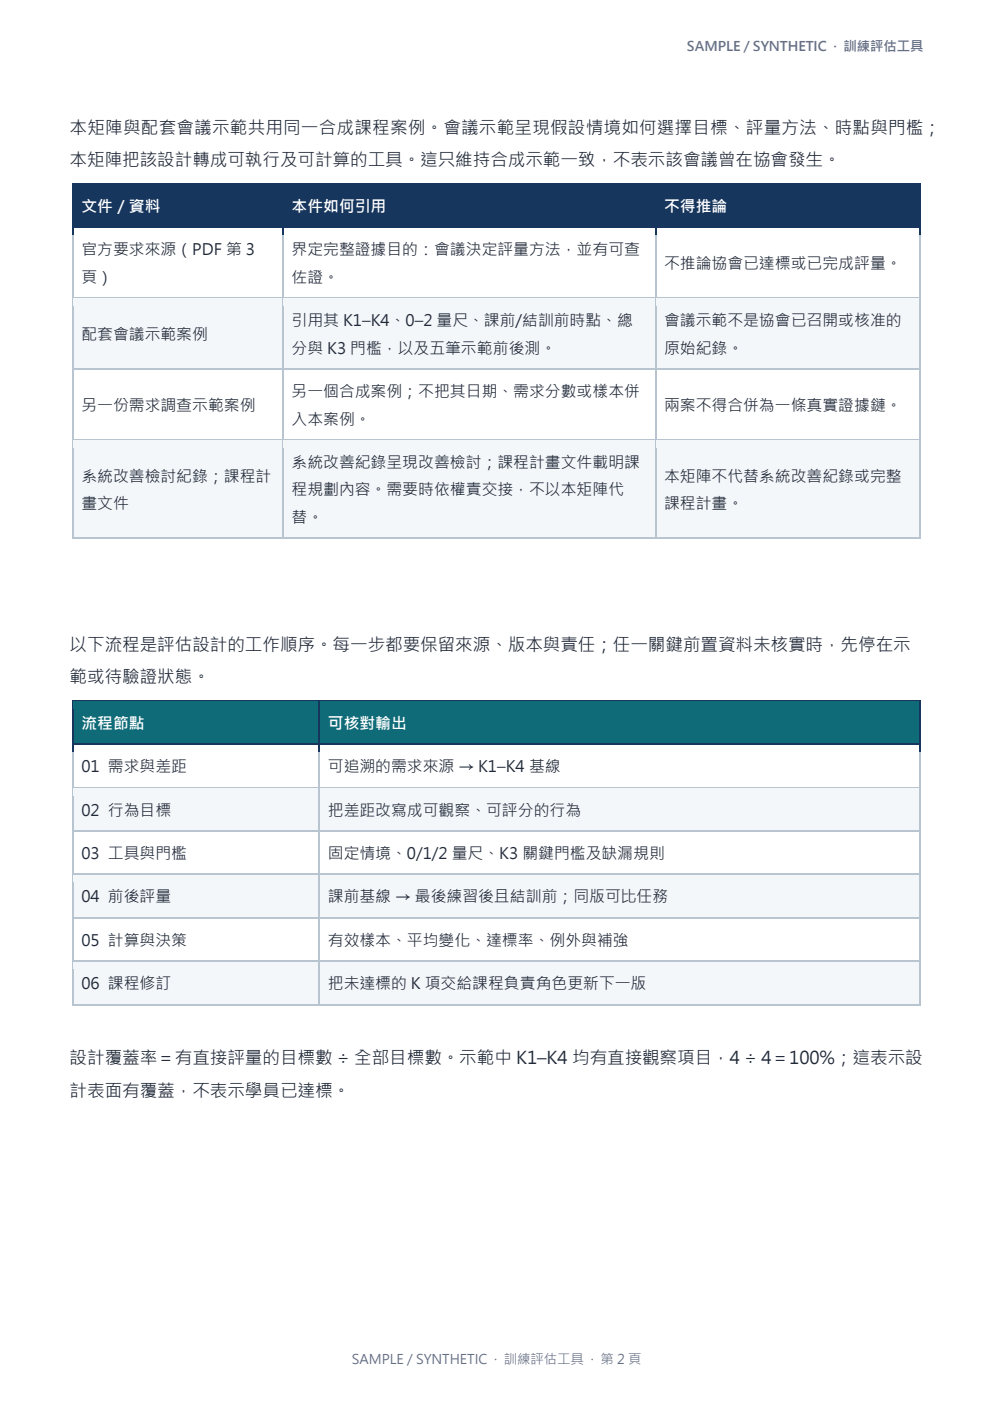 SAMPLE / SYNTHETIC · 訓練評估工具
本矩陣與配套會議示範共用同一合成課程案例。會議示範呈現假設情境如何選擇目標、評量方法、時點與門檻；
本矩陣把該設計轉成可執行及可計算的工具。這只維持合成示範一致，不表示該會議曾在協會發生。
文件 / 資料
本件如何引用
不得推論
官方要求來源（PDF 第 3
頁）
界定完整證據目的：會議決定評量方法，並有可查
佐證。
不推論協會已達標或已完成評量。
配套會議示範案例
引用其 K1–K4、0–2 量尺、課前/結訓前時點、總
分與 K3 門檻，以及五筆示範前後測。
會議示範不是協會已召開或核准的
原始紀錄。
另一份需求調查示範案例
另一個合成案例；不把其日期、需求分數或樣本併
入本案例。
兩案不得合併為一條真實證據鏈。
系統改善檢討紀錄；課程計
畫文件
系統改善紀錄呈現改善檢討；課程計畫文件載明課
程規劃內容。需要時依權責交接，不以本矩陣代
替。
本矩陣不代替系統改善紀錄或完整
課程計畫。
以下流程是評估設計的工作順序。每一步都要保留來源、版本與責任；任一關鍵前置資料未核實時，先停在示
範或待驗證狀態。
流程節點
可核對輸出
01 需求與差距
可追溯的需求來源 → K1–K4 基線
02 行為目標
把差距改寫成可觀察、可評分的行為
03 工具與門檻
固定情境、0/1/2 量尺、K3 關鍵門檻及缺漏規則
04 前後評量
課前基線 → 最後練習後且結訓前；同版可比任務
05 計算與決策
有效樣本、平均變化、達標率、例外與補強
06 課程修訂
把未達標的 K 項交給課程負責角色更新下一版
設計覆蓋率＝有直接評量的目標數 ÷ 全部目標數。示範中 K1–K4 均有直接觀察項目，4 ÷ 4＝100%；這表示設
計表面有覆蓋，不表示學員已達標。
SAMPLE / SYNTHETIC · 訓練評估工具 · 第 2 頁